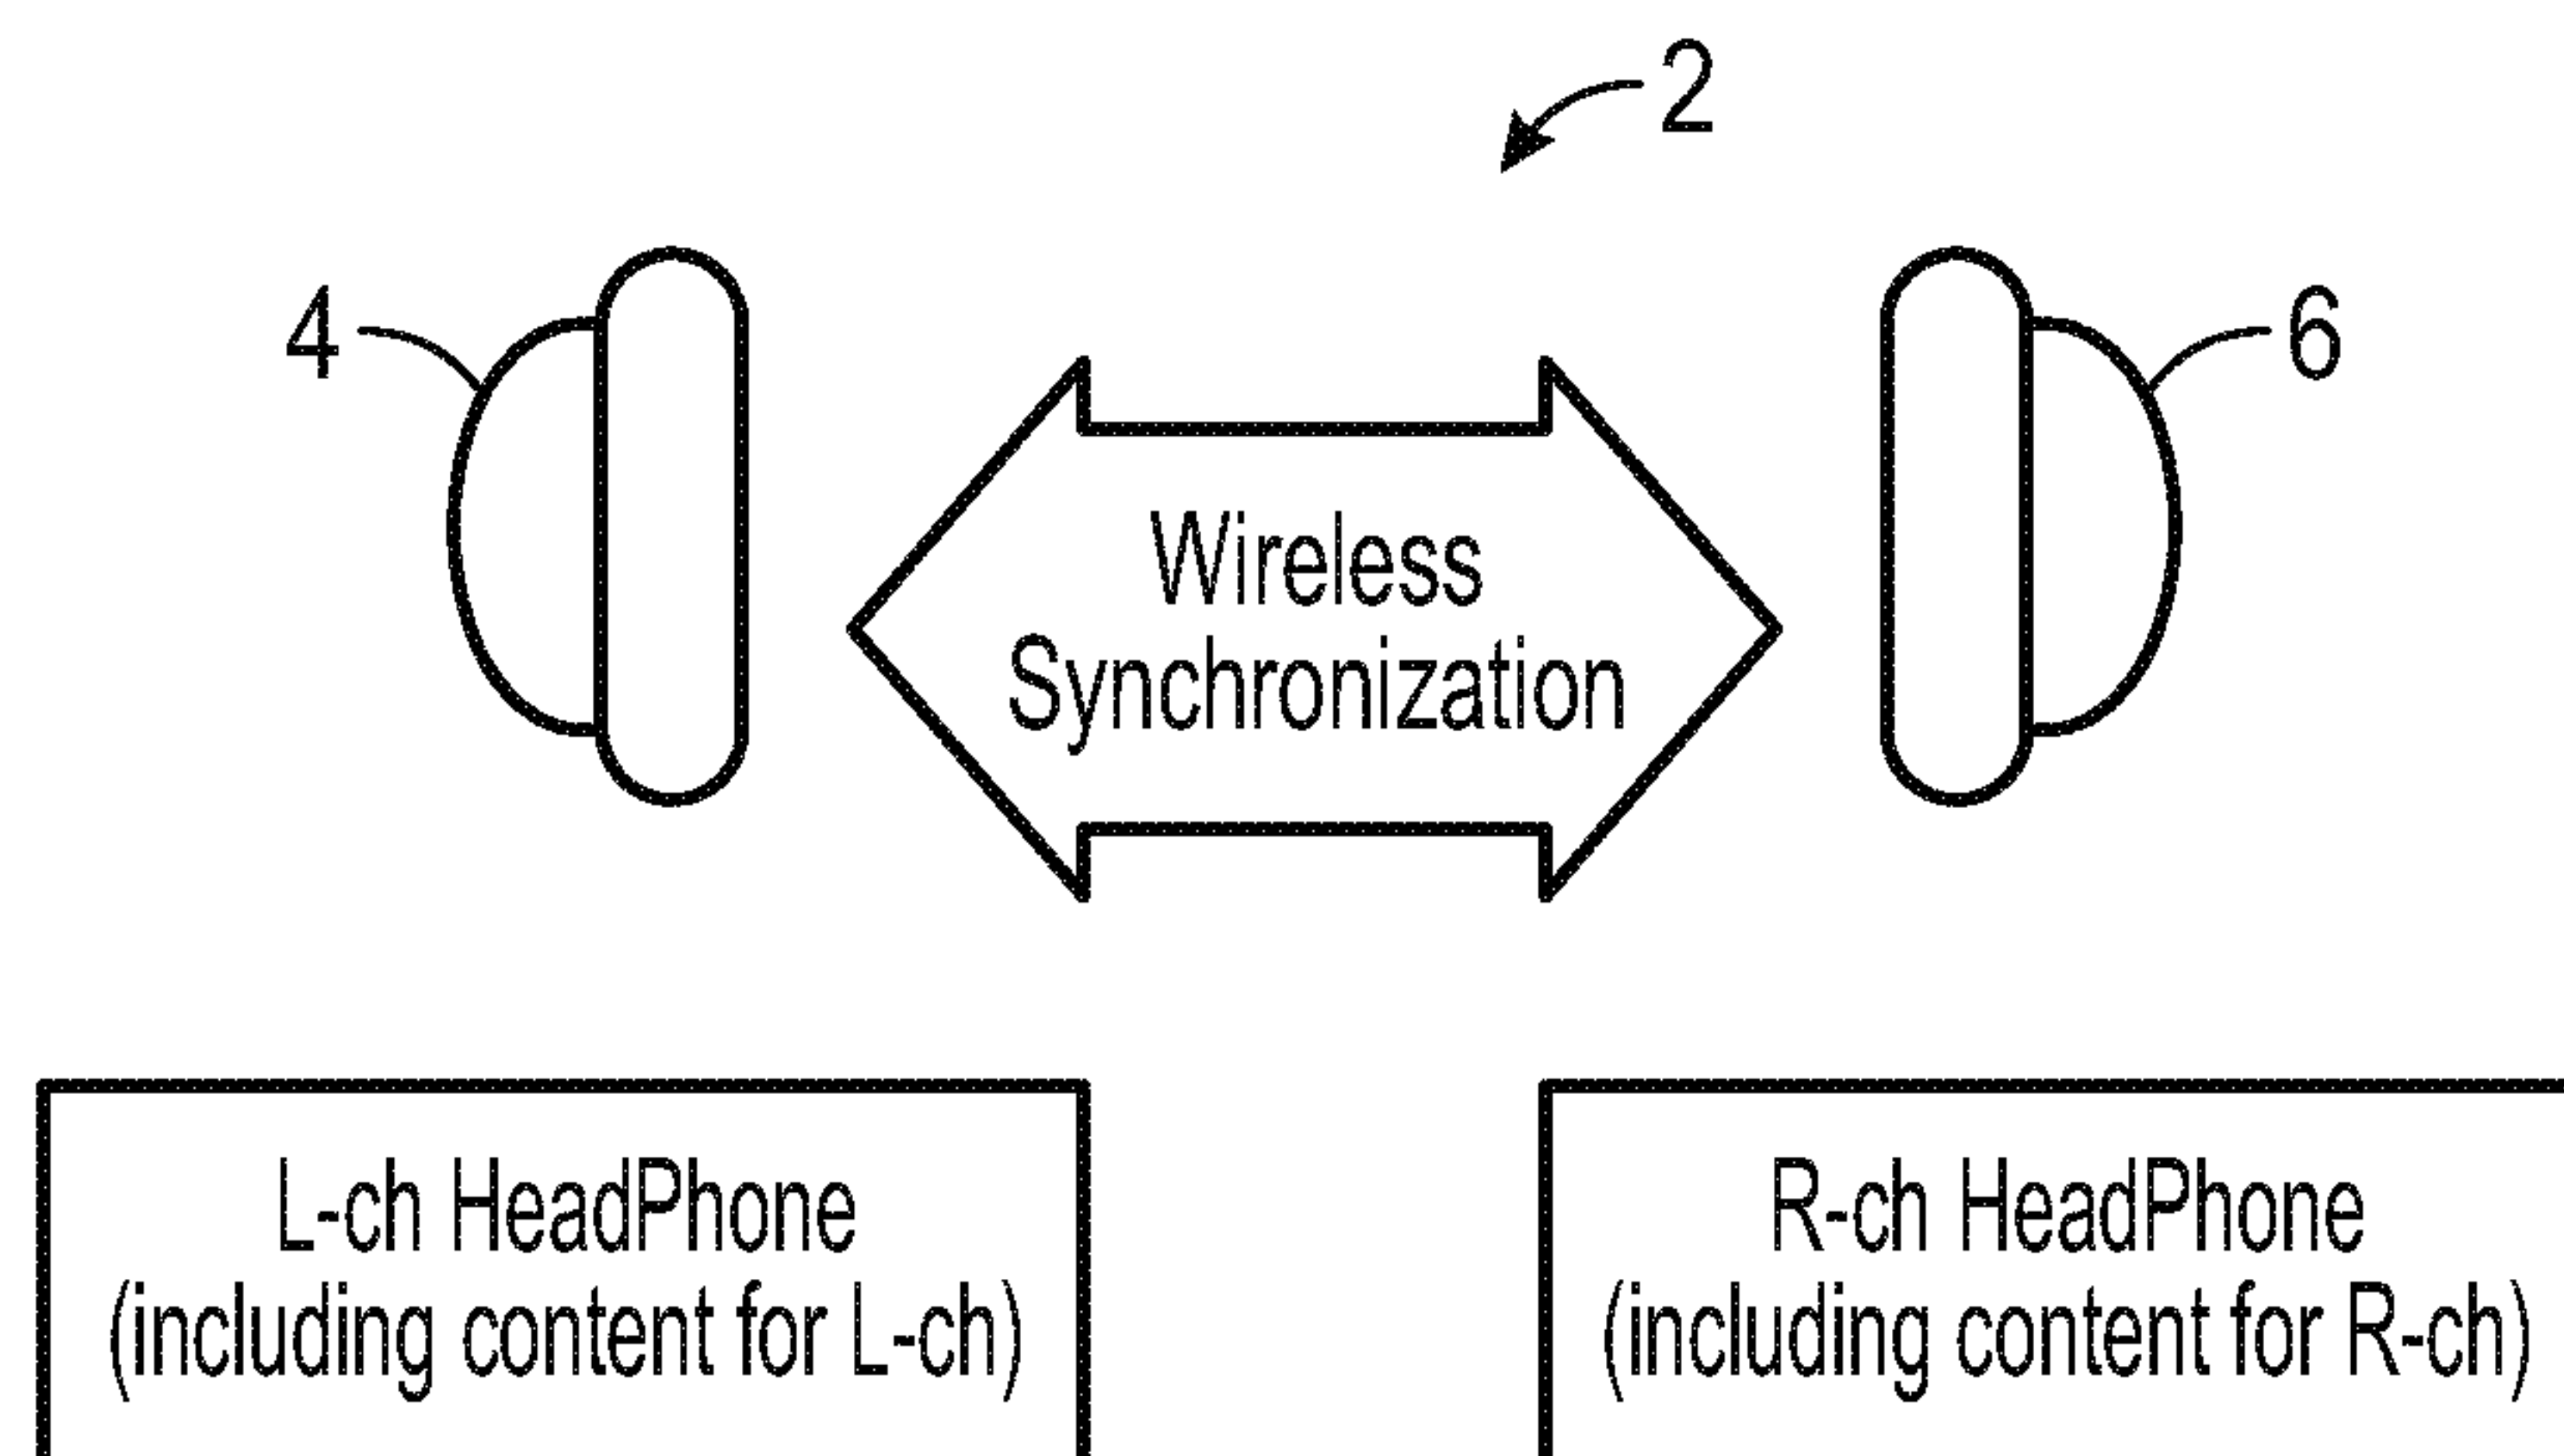 2
4
6
Wireless
Synchronization
L-ch HeadPhone
(including content for L-ch)
R-ch HeadPhone
(including content for R-ch)